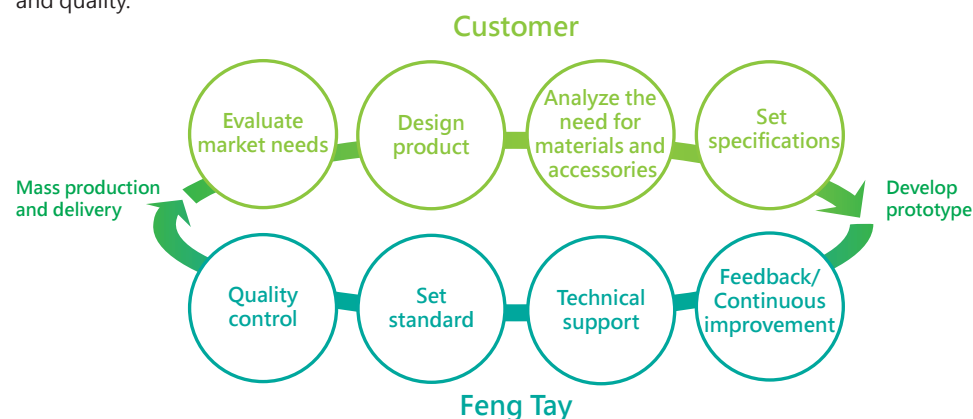 and quality.
Customer
Evaluate
market needs
Design
product
Analyze the
need for
materials and
accessories
Set
specifications
Mass production
and delivery
Develop
prototype
Quality
control
Set
standard
Technical
support
Feedback/
Continuous
improvement
Feng Tay